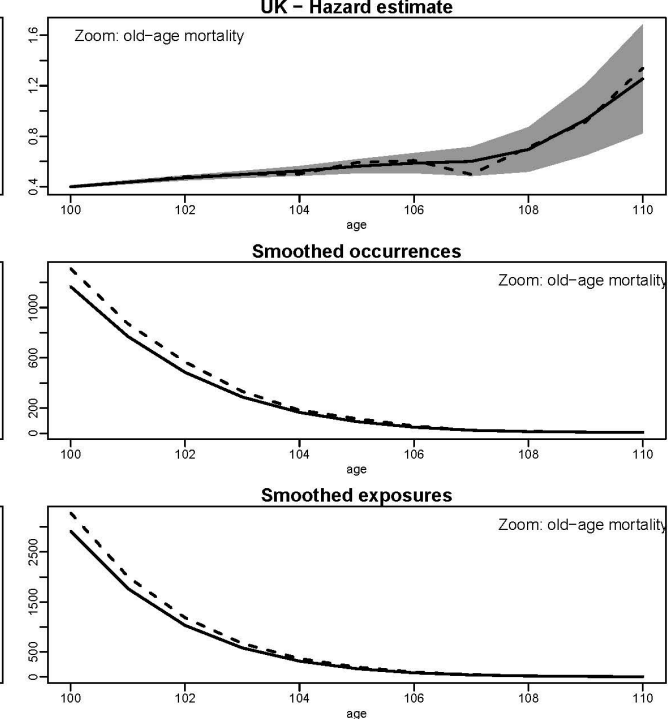 UK − Hazard estimate
Zoom: old−age mortality
1.6
1.2
0.8
0.4
100 102 104 106 108 110
age
Smoothed occurrences
Zoom: old−age mortality
1000
600
200
0
100 102 104 106 108 110
age
Smoothed exposures
Zoom: old−age mortality
2500
1500
500
0
100 102 104 106 108 110
age